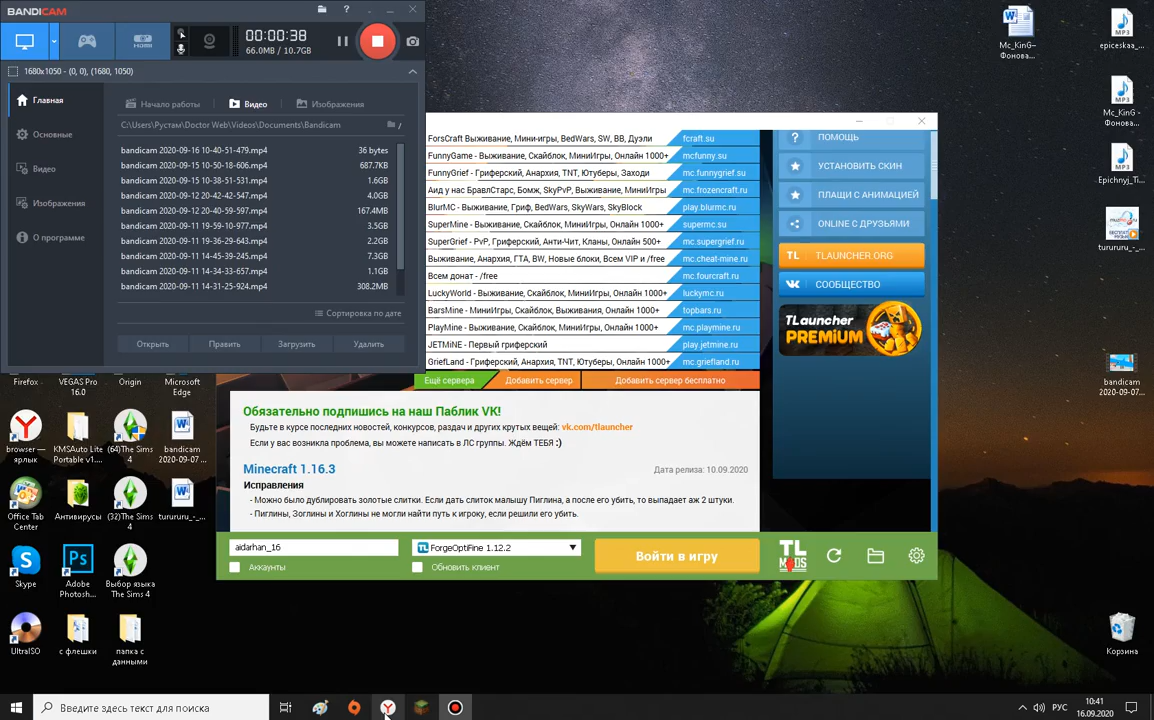 BANDICAM
HDMI
00:00:38
66.0MB / 10.7GB
1680x1050 - (0, 0), (1680, 1050)
Главная
Основные
Видео
Изображения
О программе
Начало работы
Видео
Изображения
C:\Users\Рустам\Doctor Web\Videos\Documents\Bandicam
bandicam 2020-09-16 10-40-51-479.mp4 36 bytes
bandicam 2020-09-15 10-50-18-606.mp4 687.7KB
bandicam 2020-09-15 10-38-51-531.mp4 1.6GB
bandicam 2020-09-12 20-42-42-547.mp4 4.0GB
bandicam 2020-09-12 20-40-59-597.mp4 167.4MB
bandicam 2020-09-11 19-59-10-977.mp4 3.5GB
bandicam 2020-09-11 19-36-29-643.mp4 2.2GB
bandicam 2020-09-11 14-45-39-245.mp4 7.3GB
bandicam 2020-09-11 14-34-33-657.mp4 1.1GB
bandicam 2020-09-11 14-31-25-924.mp4 308.2MB
Сортировка по дате
Открыть Править Загрузить Удалить
ForsCraft Выживание, Мини-игры, BedWars, SW, BB, Дуэли fcraft.su
FunnyGame - Выживание, Скайблок, МиниИгры, Онлайн 1000+ mcfunny.su
FunnyGrief - Гриферский, Анархия, TNT, Ютуберы, Заходи mc.funnygrief.su
Аид у нас БравлСтарс, Бомж, SkyPvP, Выживание, МиниИгры mc.frozencraft.ru
BlurMC - Выживание, Гриф, BedWars, SkyWars, SkyBlock play.blurmc.ru
SuperMine - Выживание, Скайблок, МиниИгры, Онлайн 1000+ supermc.su
SuperGrief - PvP, Гриферский, Анти-Чит, Кланы, Онлайн 500+ mc.supergrief.ru
Выживание, Анархия, ГТА, BW, Новые блоки, Всем VIP и /free mc.cheat-mine.ru
Всем донат - /free mc.fourcraft.ru
LuckyWorld - Выживание, Скайблок, МиниИгры, Онлайн 1000+ luckymc.ru
BarsMine - МиниИгры, Скайблок, Выживания, Онлайн 1000+ topbars.ru
PlayMine - Выживание, Скайблок, МиниИгры, Онлайн 1000+ mc.playmine.ru
JETMiNE - Первый гриферский play.jetmine.ru
GriefLand - Гриферский, Анархия, TNT, Ютуберы, Онлайн 1000+ mc.griefland.ru
Ещё сервера Добавить сервер Добавить сервер бесплатно
ПОМОЩЬ
УСТАНОВИТЬ СКИН
ПЛАЩИ С АНИМАЦИЕЙ
ONLINE С ДРУЗЬЯМИ
TL TLAUNCHER.ORG
СООБЩЕСТВО
TLauncher
PREMIUM
Обязательно подпишись на наш Паблик VK!
Будьте в курсе последних новостей, конкурсов, раздач и других крутых вещей: vk.com/tlauncher
Если у вас возникла проблема, вы можете написать в ЛС группы. Ждём ТЕБЯ :)
Minecraft 1.16.3 Дата релиза: 10.09.2020
Исправления
- Можно было дублировать золотые слитки. Если дать слиток малышу Пиглина, а после его убить, то выпадает аж 2 штуки.
- Пиглины, Зоглины и Хоглины не могли найти путь к игроку, если решили его убить.
aidarhan_16
TL ForgeOptiFine 1.12.2
Войти в игру
TL
MODS
Аккаунты
Обновить клиент
Firefox
VEGAS Pro
16.0
Origin
Microsoft
Edge
browser —
ярлык
KMSAuto Lite
Portable v1....
(64)The Sims
4
bandicam
2020-09-07 ...
Office Tab
Center
Антивирусы
(32)The Sims
4
turururu_-_...
Skype
Adobe
Photosh...
Выбор языка
The Sims 4
UltraISO
с флешки
папка с
данными
Mc_KinG–
Фонова...
epiceskaa_...
Mc_KinG -
Фонова...
Epichnyj_Ti...
turururu_-_...
bandicam
2020-09-07...
Корзина
Введите здесь текст для поиска
РУС
10:41
16.09.2020